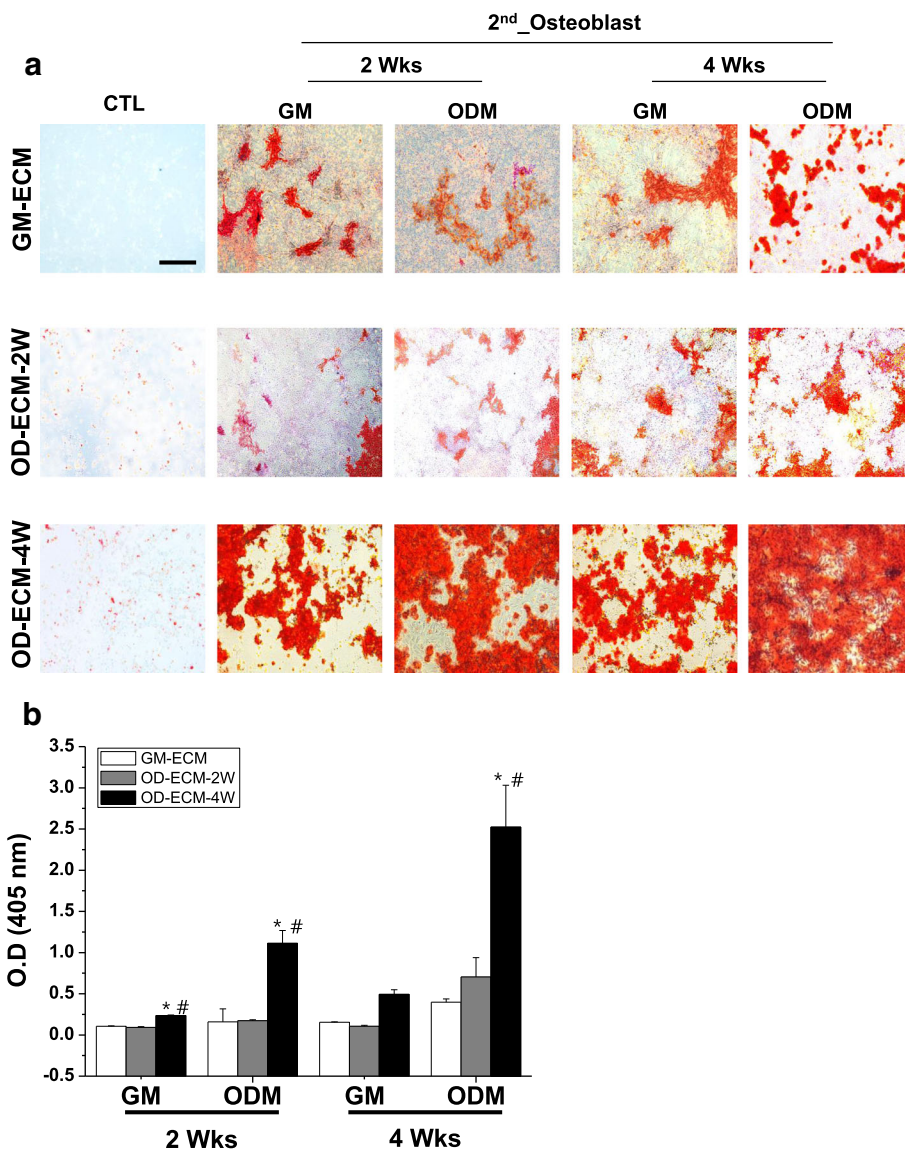 2nd_Osteoblast
a
2 Wks
4 Wks
CTL
GM
ODM
GM
ODM
GM-ECM
OD-ECM-2W
OD-ECM-4W
b
3.5
3.0
2.5
2.0
1.5
1.0
0.5
0.0
-0.5
O.D (405 nm)
GM-ECM
OD-ECM-2W
OD-ECM-4W
* #
* #
* #
GM
ODM
GM
ODM
2 Wks
4 Wks